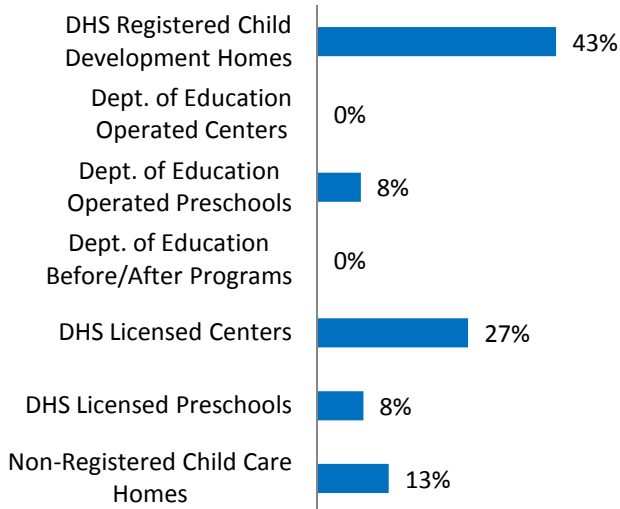 DHS Registered Child
Development Homes
43%
Dept. of Education
Operated Centers
0%
Dept. of Education
Operated Preschools
8%
Dept. of Education
Before/After Programs
0%
DHS Licensed Centers
27%
DHS Licensed Preschools
8%
Non-Registered Child Care
Homes
13%